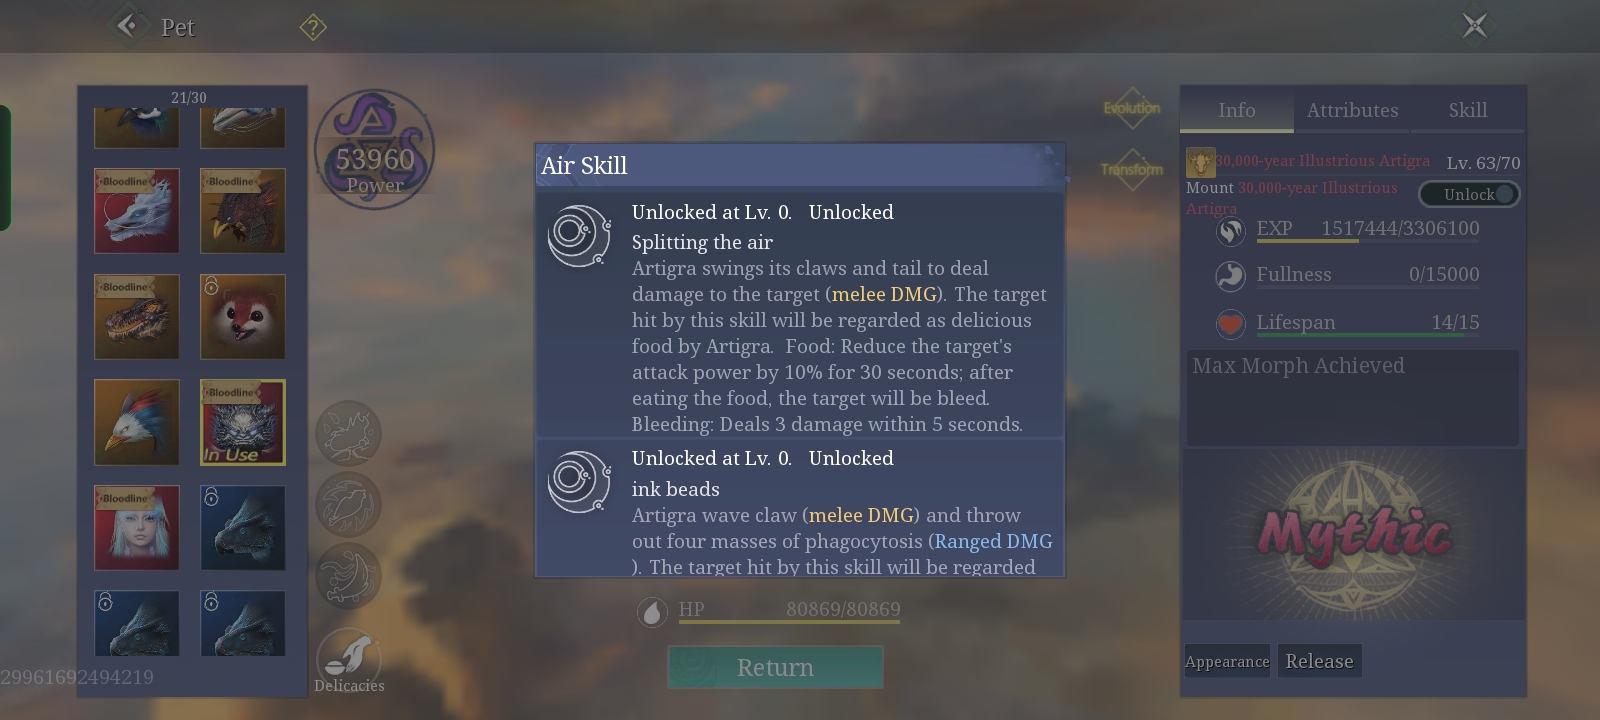 Pet
?
21/30
Bloodline
Bloodline
Bloodline
Bloodline
In Use
Bloodline
53960
Power
Delicacies
29961692494219
Air Skill
Unlocked at Lv. 0. Unlocked
Splitting the air
Artigra swings its claws and tail to deal
damage to the target (melee DMG). The target
hit by this skill will be regarded as delicious
food by Artigra. Food: Reduce the target's
attack power by 10% for 30 seconds; after
eating the food, the target will be bleed.
Bleeding: Deals 3 damage within 5 seconds.
Unlocked at Lv. 0. Unlocked
ink beads
Artigra wave claw (melee DMG) and throw
out four masses of phagocytosis (Ranged DMG
). The target hit by this skill will be regarded
HP 80869/80869
Return
Evolution
Transform
Info Attributes Skill
30,000-year Illustrious Artigra Lv. 63/70
Mount 30,000-year Illustrious
Artigra
Unlock
EXP 1517444/3306100
Fullness 0/15000
Lifespan 14/15
Max Morph Achieved
Mythic
Appearance Release